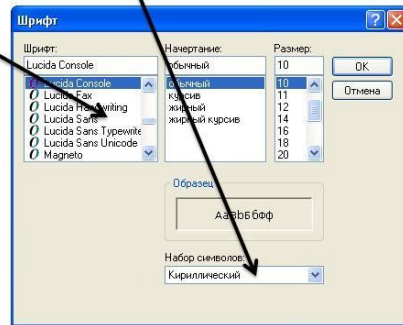 Шрифт
Шрифт: Начертание: Размер:
Lucida Console обычный 10 ОК
Lucida Console обычный 10 Отмена
Lucida Fax курсив 11
Lucida Handwriting жирный 12
Lucida Sans жирный курсив 14
Lucida Sans Typewrite 16
Lucida Sans Unicode 18
Magneto 20
Образец
АаBbБбФф
Набор символов:
Кириллический